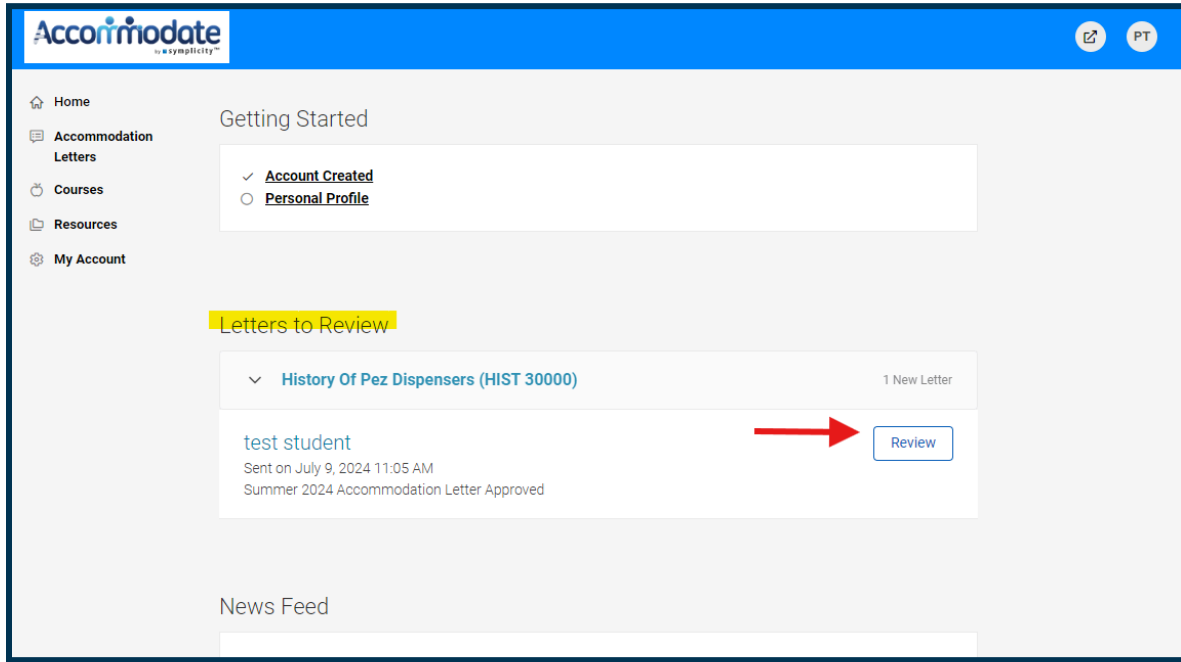 Accommodate
by symplicity™
PT
Home
Accommodation
Letters
Courses
Resources
My Account
Getting Started
Account Created
Personal Profile
Letters to Review
History Of Pez Dispensers (HIST 30000)
1 New Letter
test student
Review
Sent on July 9, 2024 11:05 AM
Summer 2024 Accommodation Letter Approved
News Feed